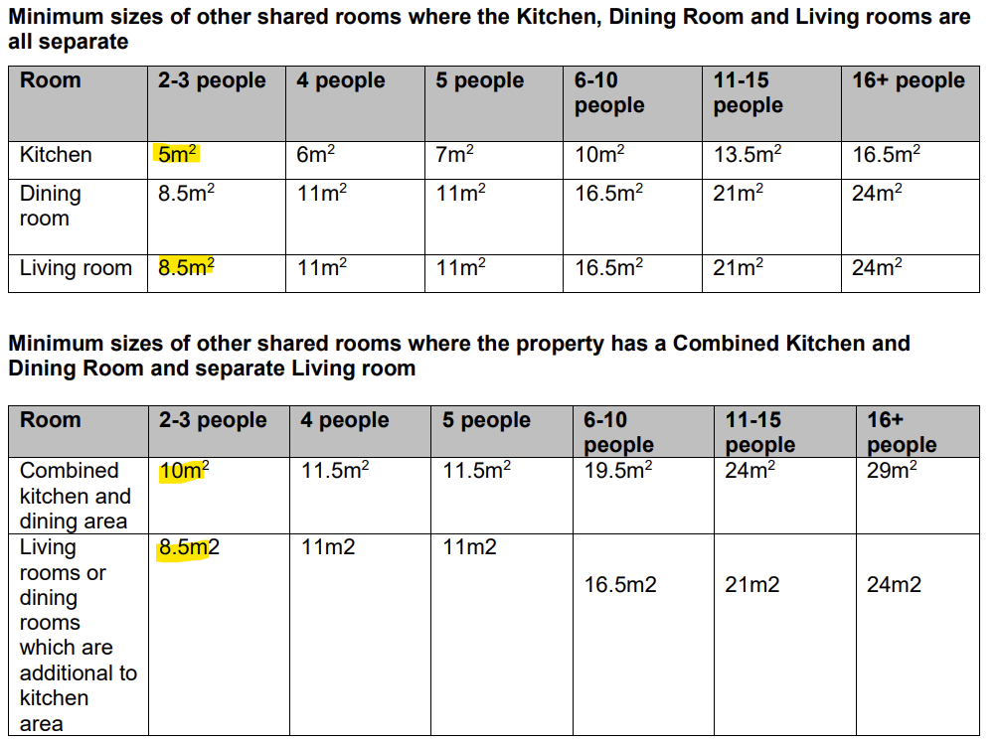 Minimum sizes of other shared rooms where the Kitchen, Dining Room and Living rooms are
all separate
Room 2-3 people 4 people 5 people 6-10 people 11-15 people 16+ people
Kitchen 5m² 6m² 7m² 10m² 13.5m² 16.5m²
Dining room 8.5m² 11m² 11m² 16.5m² 21m² 24m²
Living room 8.5m² 11m² 11m² 16.5m² 21m² 24m²
Minimum sizes of other shared rooms where the property has a Combined Kitchen and
Dining Room and separate Living room
Room 2-3 people 4 people 5 people 6-10 people 11-15 people 16+ people
Combined kitchen and dining area 10m² 11.5m² 11.5m² 19.5m² 24m² 29m²
Living rooms or dining rooms which are additional to kitchen area 8.5m2 11m2 11m2 16.5m2 21m2 24m2